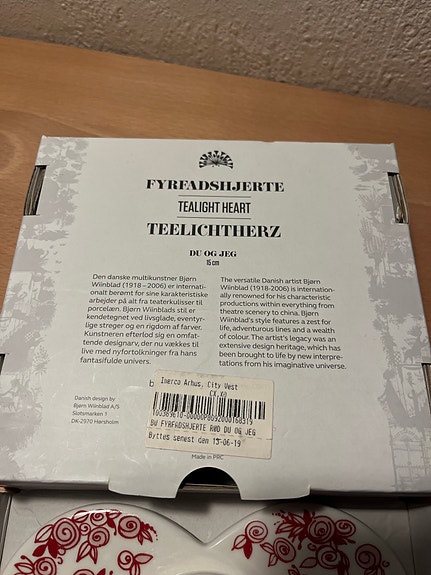 FYRFADSHJERTE
TEALIGHT HEART
TEELICHTHERZ
DU OG JEG
15 cm
Den danske multikunstner Bjørn
Wiinblad (1918 – 2006) er internati-
onalt berømt for sine karakteristiske
arbejder på alt fra teaterkulisser til
porcelæn. Bjørn Wiinblads stil er
kendetegnet ved livsglade, eventyr-
lige streger og en rigdom af farver.
Kunstneren efterlod sig en omfat-
tende designarv, der nu vækkes til
live med nyfortolkninger fra hans
fantasifulde univers.
The versatile Danish artist Bjørn
Wiinblad (1918-2006) is internation-
ally renowned for his characteristic
productions within everything from
theatre scenery to china. Bjørn
Wiinblad's style features a zest for
life, adventurous lines and a wealth
of colour. The artist's legacy was an
extensive design heritage, which has
been brought to life by new interpre-
tations from his imaginative universe.
Danish design by
Bjørn Wiinblad A/S
Slotsmarken 1
DK-2970 Hørsholm
Inerco Århus, City Vest
BW FYRFADSHJERTE RØD DU OG JEG
Byttes senest den 13-06-19
Made in PRC